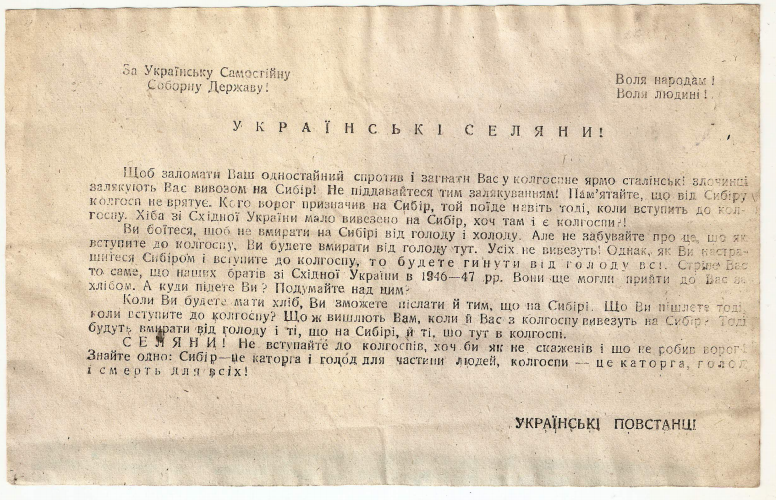 За Українську Самостійну
Соборну Державу!
Воля народам!
Воля людині!
УКРАЇНСЬКІ СЕЛЯНИ!
Щоб заломати Ваш одностайний спротив і загнати Вас у колгоспне ярмо сталінські злочинці
залякують Вас вивозом на Сибір! Не піддавайтеся тим залякуванням! Пам'ятайте, що від Сибіру
колгосп не врятує. Кого ворог призначив на Сибір, той поїде навіть тоді, коли вступить до кол-
госпу. Хіба зі Східної України мало вивезено на Сибір, хоч там і є колгоспи?!
Ви боїтеся, щоб не вмирати на Сибірі від голоду і холоду. Але не забувайте про це, що як
вступите до колгоспу, Ви будете вмирати від голоду тут. Усіх не вивезуть! Однак, як Ви настра-
шитеся Сибіром і вступите до колгоспу, то будете гинути від голоду всі. Стріне Вас
то саме, що наших братів зі Східної України в 1946—47 рр. Вони ще могли прийти до Вас за
хлібом. А куди підете Ви? Подумайте над цим?
Коли Ви будете мати хліб, Ви зможете післати й тим, що на Сибірі. Що Ви пішлете тоді,
коли вступите до колгоспу? Що ж вишлють Вам, коли й Вас з колгоспу вивезуть на Сибір? Тоді
будуть вмирати від голоду і ті, що на Сибірі, й ті, що тут в колгоспі.
СЕЛЯНИ! Не вступайте до колгоспів, хоч би як не скаженів і що не робив ворог!
Знайте одно: Сибір—це каторга і голод для частини людей, колгоспи — це каторга, голод
і смерть для всіх!
УКРАЇНСЬКІ ПОВСТАНЦІ